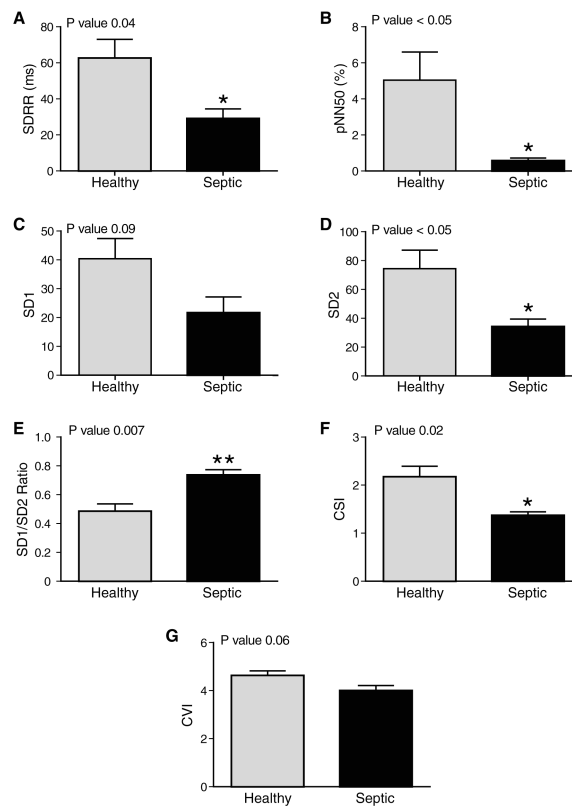 A
P value 0.04
SDRR (ms)
80
60
40
20
0
*
Healthy Septic
B
P value < 0.05
pNN50 (%)
8
6
4
2
0
*
Healthy Septic
C
P value 0.09
SD1
50
40
30
20
10
0
Healthy Septic
D
P value < 0.05
SD2
100
80
60
40
20
0
*
Healthy Septic
E
P value 0.007
SD1/SD2 Ratio
1.0
0.8
0.6
0.4
0.2
0
**
Healthy Septic
F
P value 0.02
CSI
3
2
1
0
*
Healthy Septic
G
P value 0.06
CVI
6
4
2
0
Healthy Septic